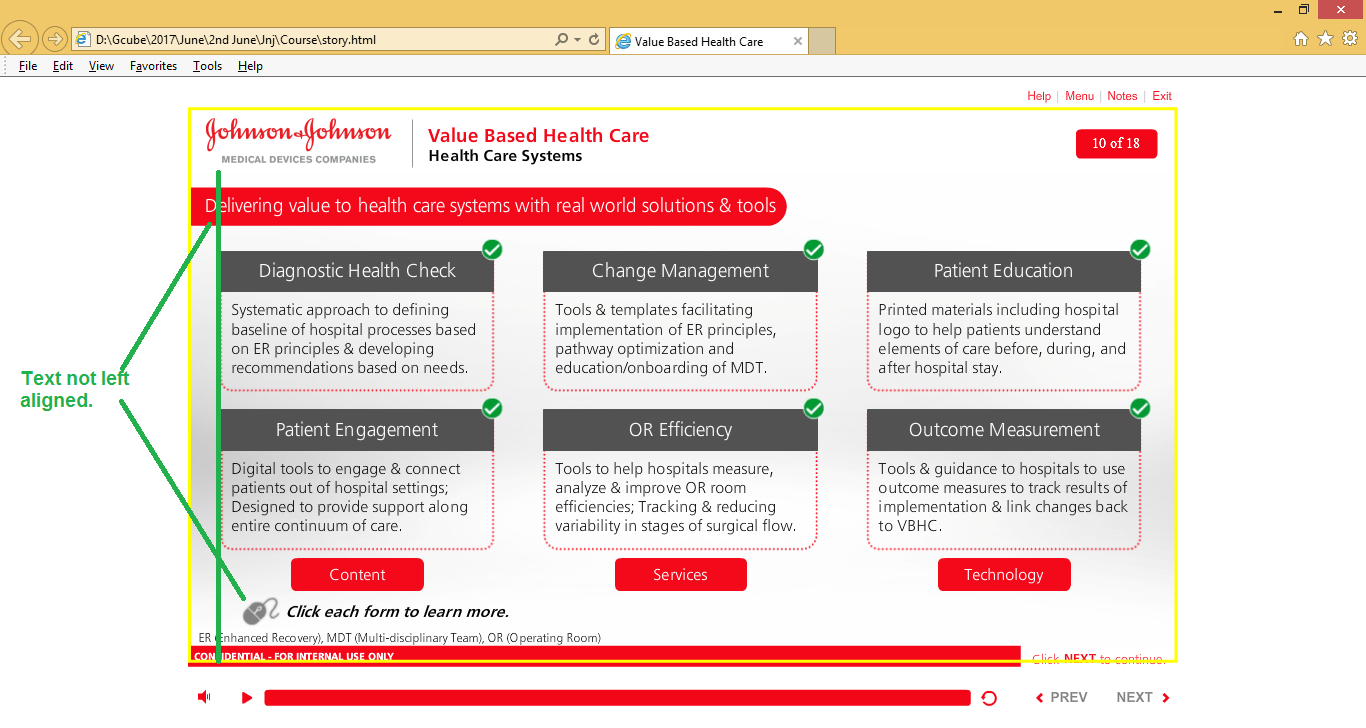 D:\Gcube\2017\June\2nd June\Jnj\Course\story.html
Value Based Health Care
File Edit View Favorites Tools Help
Help | Menu | Notes | Exit
Johnson & Johnson
MEDICAL DEVICES COMPANIES
Value Based Health Care
Health Care Systems
10 of 18
Delivering value to health care systems with real world solutions & tools
Diagnostic Health Check
Systematic approach to defining
baseline of hospital processes based
on ER principles & developing
recommendations based on needs.
Change Management
Tools & templates facilitating
implementation of ER principles,
pathway optimization and
education/onboarding of MDT.
Patient Education
Printed materials including hospital
logo to help patients understand
elements of care before, during, and
after hospital stay.
Text not left
aligned.
Patient Engagement
Digital tools to engage & connect
patients out of hospital settings;
Designed to provide support along
entire continuum of care.
OR Efficiency
Tools to help hospitals measure,
analyze & improve OR room
efficiencies; Tracking & reducing
variability in stages of surgical flow.
Outcome Measurement
Tools & guidance to hospitals to use
outcome measures to track results of
implementation & link changes back
to VBHC.
Content
Services
Technology
Click each form to learn more.
ER (Enhanced Recovery), MDT (Multi-disciplinary Team), OR (Operating Room)
CONFIDENTIAL - FOR INTERNAL USE ONLY
Click NEXT to continue.
PREV NEXT